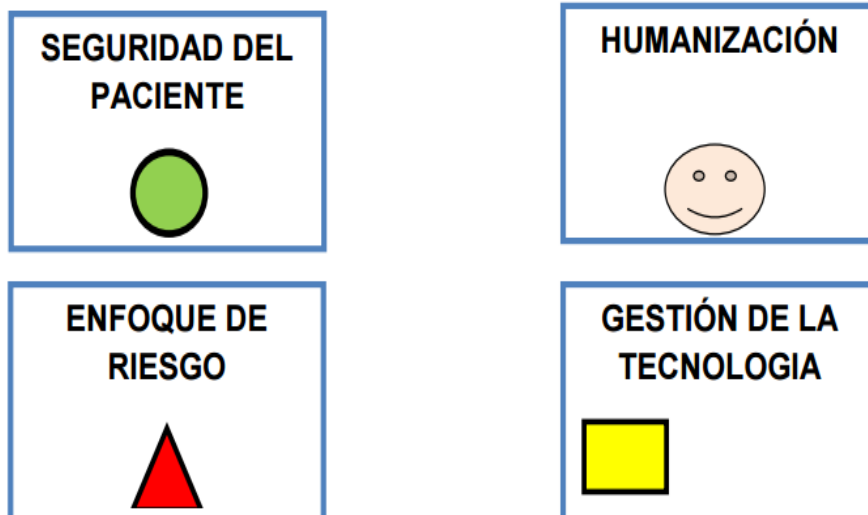 SEGURIDAD DEL
PACIENTE
HUMANIZACIÓN
ENFOQUE DE
RIESGO
GESTIÓN DE LA
TECNOLOGIA